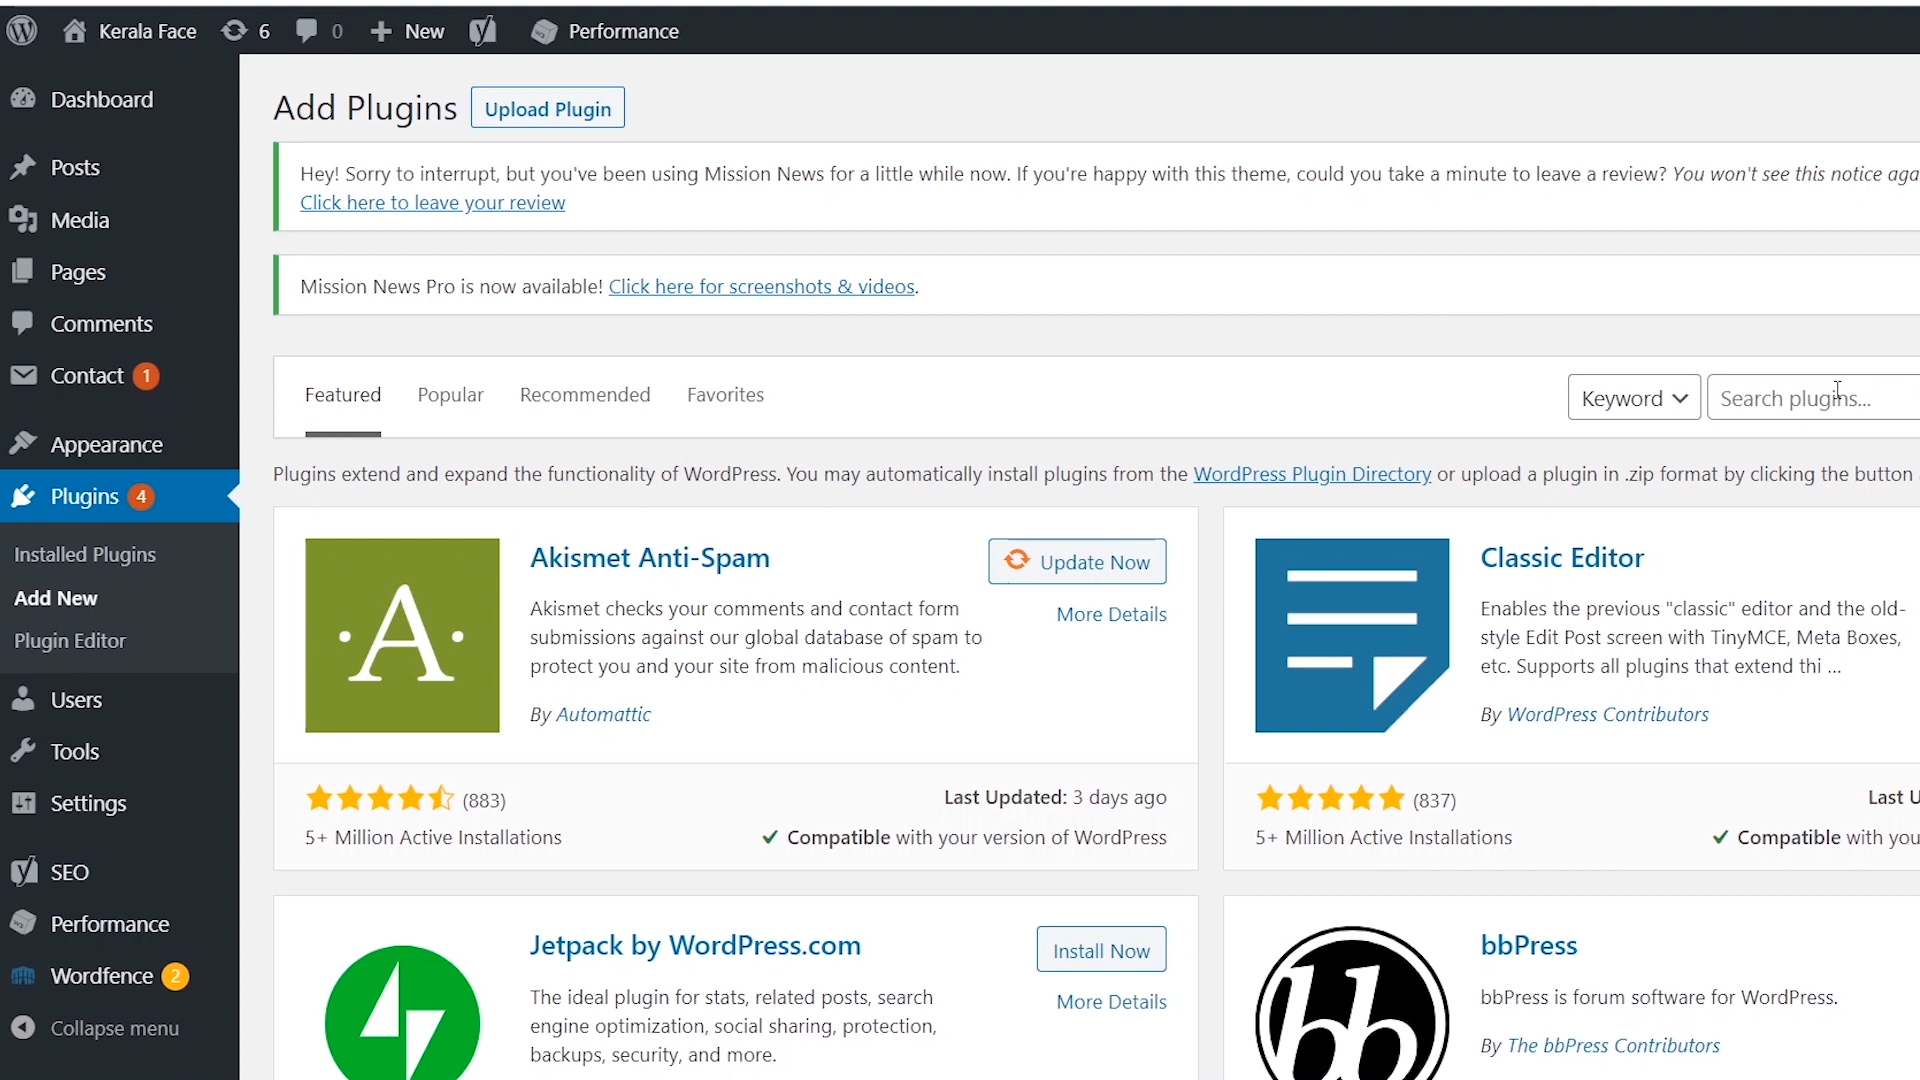 Kerala Face 6 0 New Performance
Dashboard
Posts
Media
Pages
Comments
Contact 1
Appearance
Plugins 4
Installed Plugins
Add New
Plugin Editor
Users
Tools
Settings
SEO
Performance
Wordfence 2
Collapse menu
Add Plugins Upload Plugin
Hey! Sorry to interrupt, but you've been using Mission News for a little while now. If you're happy with this theme, could you take a minute to leave a review? You won't see this notice aga
Click here to leave your review
Mission News Pro is now available! Click here for screenshots & videos.
Featured Popular Recommended Favorites Keyword Search plugins...
Plugins extend and expand the functionality of WordPress. You may automatically install plugins from the WordPress Plugin Directory or upload a plugin in .zip format by clicking the button
A
Akismet Anti-Spam
Update Now
More Details
Akismet checks your comments and contact form
submissions against our global database of spam to
protect you and your site from malicious content.
By Automattic
(883)
Last Updated: 3 days ago
5+ Million Active Installations
Compatible with your version of WordPress
Classic Editor
Enables the previous "classic" editor and the old-
style Edit Post screen with TinyMCE, Meta Boxes,
etc. Supports all plugins that extend thi ...
By WordPress Contributors
(837)
Last U
5+ Million Active Installations
Compatible with you
Jetpack by WordPress.com
Install Now
More Details
The ideal plugin for stats, related posts, search
engine optimization, social sharing, protection,
backups, security, and more.
bb
bbPress
bbPress is forum software for WordPress.
By The bbPress Contributors